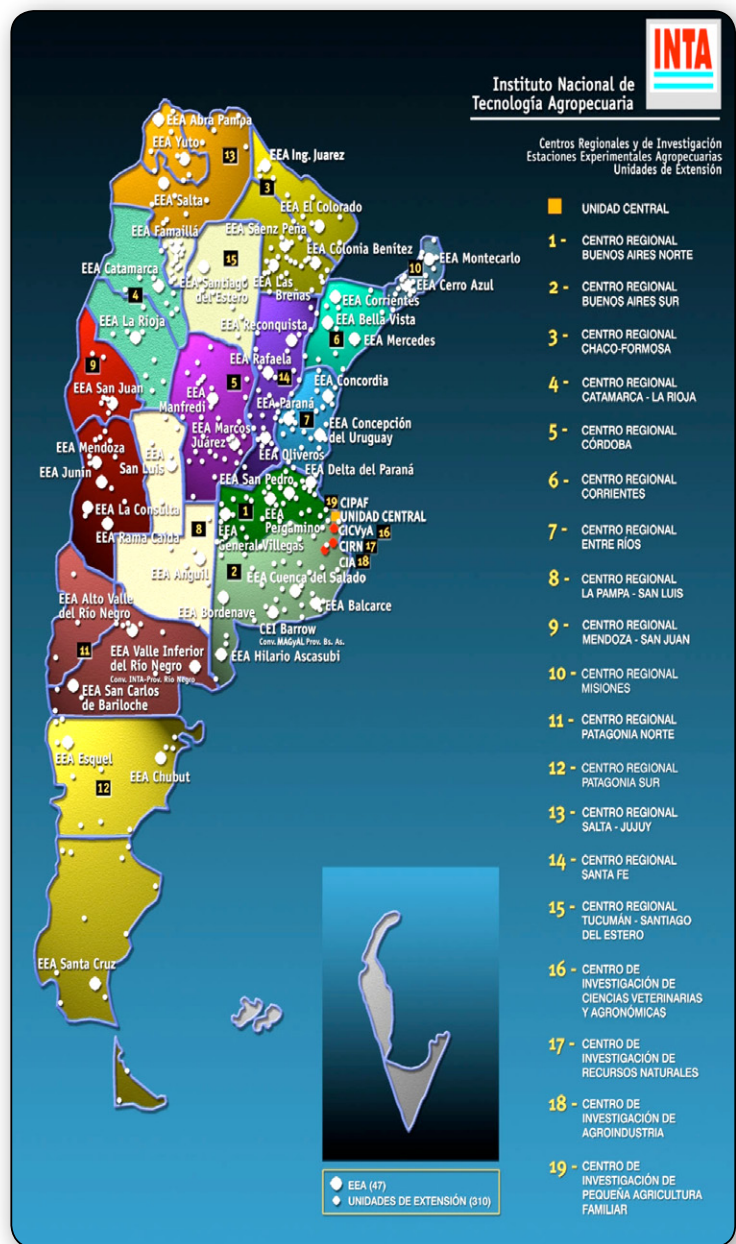 INTA
Instituto Nacional de
Tecnología Agropecuaria
Centros Regionales y de Investigación
Estaciones Experimentales Agropecuarias
Unidades de Extensión
UNIDAD CENTRAL
1 - CENTRO REGIONAL
BUENOS AIRES NORTE
2 - CENTRO REGIONAL
BUENOS AIRES SUR
3 - CENTRO REGIONAL
CHACO-FORMOSA
4 - CENTRO REGIONAL
CATAMARCA - LA RIOJA
5 - CENTRO REGIONAL
CÓRDOBA
6 - CENTRO REGIONAL
CORRIENTES
7 - CENTRO REGIONAL
ENTRE RÍOS
8 - CENTRO REGIONAL
LA PAMPA - SAN LUIS
9 - CENTRO REGIONAL
MENDOZA - SAN JUAN
10 - CENTRO REGIONAL
MISIONES
11 - CENTRO REGIONAL
PATAGONIA NORTE
12 - CENTRO REGIONAL
PATAGONIA SUR
13 - CENTRO REGIONAL
SALTA - JUJUY
14 - CENTRO REGIONAL
SANTA FE
15 - CENTRO REGIONAL
TUCUMÁN - SANTIAGO
DEL ESTERO
16 - CENTRO DE
INVESTIGACIÓN DE
CIENCIAS VETERINARIAS
Y AGRONÓMICAS
17 - CENTRO DE
INVESTIGACIÓN DE
RECURSOS NATURALES
18 - CENTRO DE
INVESTIGACIÓN DE
AGROINDUSTRIA
19 - CENTRO DE
INVESTIGACIÓN DE
PEQUEÑA AGRICULTURA
FAMILIAR
EEA Abra Pampa
EEA Yuto
13
EEA Ing. Juarez
3
EEA Salta
EEA El Colorado
EEA Famaillá
EEA Sáenz Peña
EEA Colonia Benítez
15
EEA Montecarlo
10
EEA Cerro Azul
EEA Catamarca
EEA Santiago
del Estero
EEA Las
Breñas
4
EEA Corrientes
EEA La Rioja
EEA Reconquista
EEA Bella Vista
6
EEA Mercedes
9
EEA Rafaela
14
5
EEA Concordia
EEA San Juan
EEA
Manfredi
EEA Paraná
7
EEA Marcos
Juárez
EEA Concepción
del Uruguay
EEA Mendoza
EEA
San Luis
EEA Oliveros
EEA Junín
EEA San Pedro
EEA Delta del Paraná
19 CIPAF
UNIDAD CENTRAL
EEA La Consulta
1
EEA
Pergamino
CICVyA 16
EEA Rama Caída
8
EEA
General Villegas
CIRN 17
CIA 18
EEA Anguil
2
EEA Cuenca del Salado
EEA Alto Valle
del Río Negro
EEA Bordenave
EEA Balcarce
CEI Barrow
Conv. MAGyAL Prov. Bs. As.
11
EEA Valle Inferior
del Río Negro
Conv. INTA-Prov. Río Negro
EEA Hilario Ascasubi
EEA San Carlos
de Bariloche
EEA Esquel
EEA Chubut
12
EEA Santa Cruz
EEA (47)
UNIDADES DE EXTENSIÓN (310)